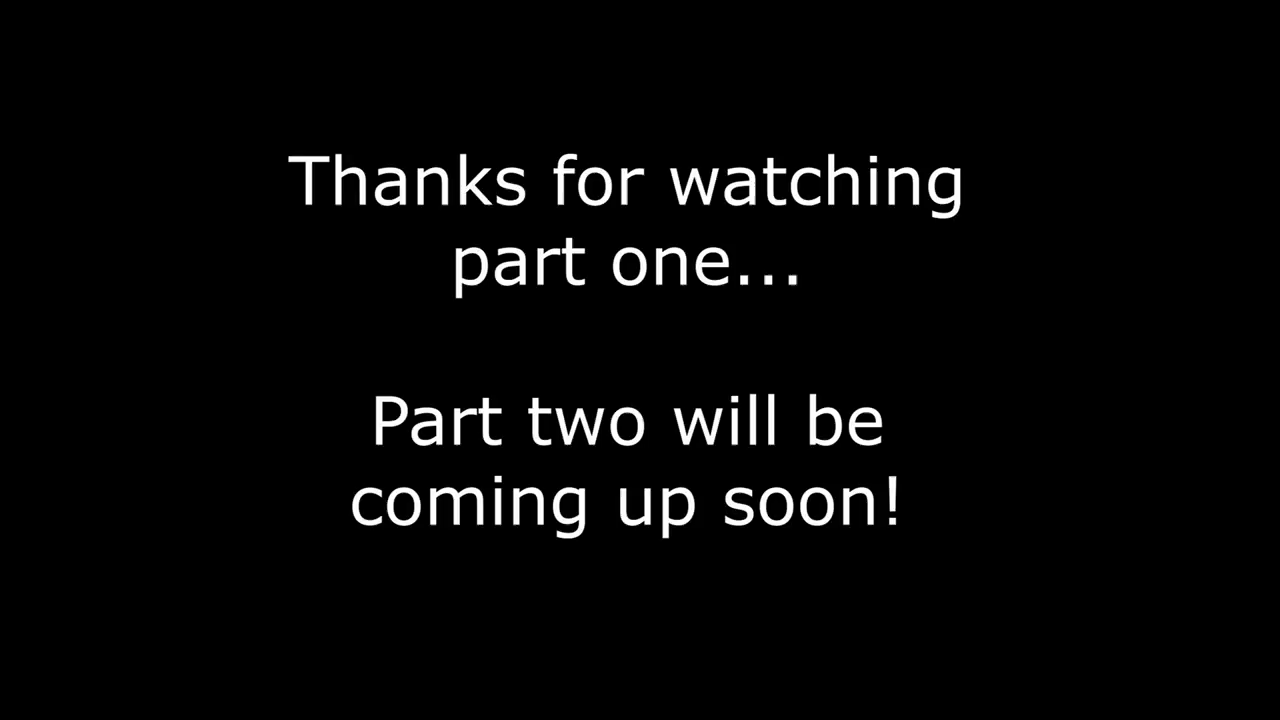 Thanks for watching
part one...
Part two will be
coming up soon!